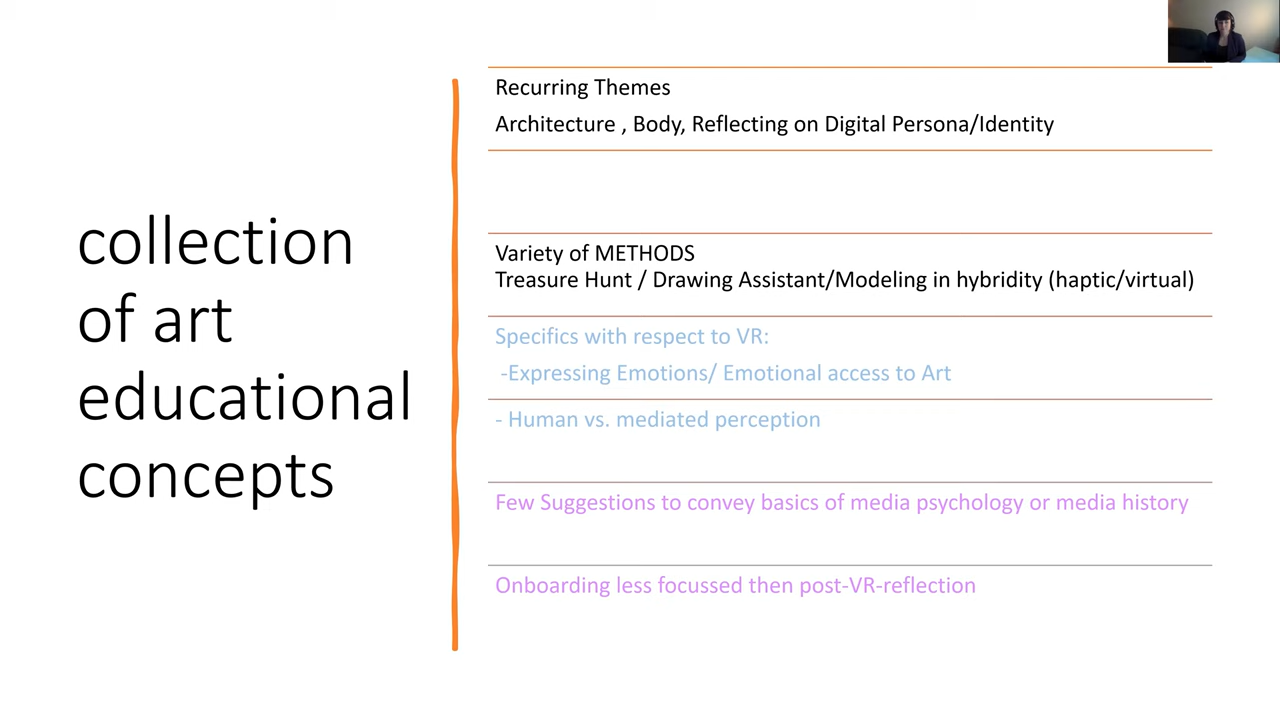 collection
of art
educational
concepts
Recurring Themes
Architecture , Body, Reflecting on Digital Persona/Identity
Variety of METHODS
Treasure Hunt / Drawing Assistant/Modeling in hybridity (haptic/virtual)
Specifics with respect to VR:
-Expressing Emotions/ Emotional access to Art
- Human vs. mediated perception
Few Suggestions to convey basics of media psychology or media history
Onboarding less focussed then post-VR-reflection